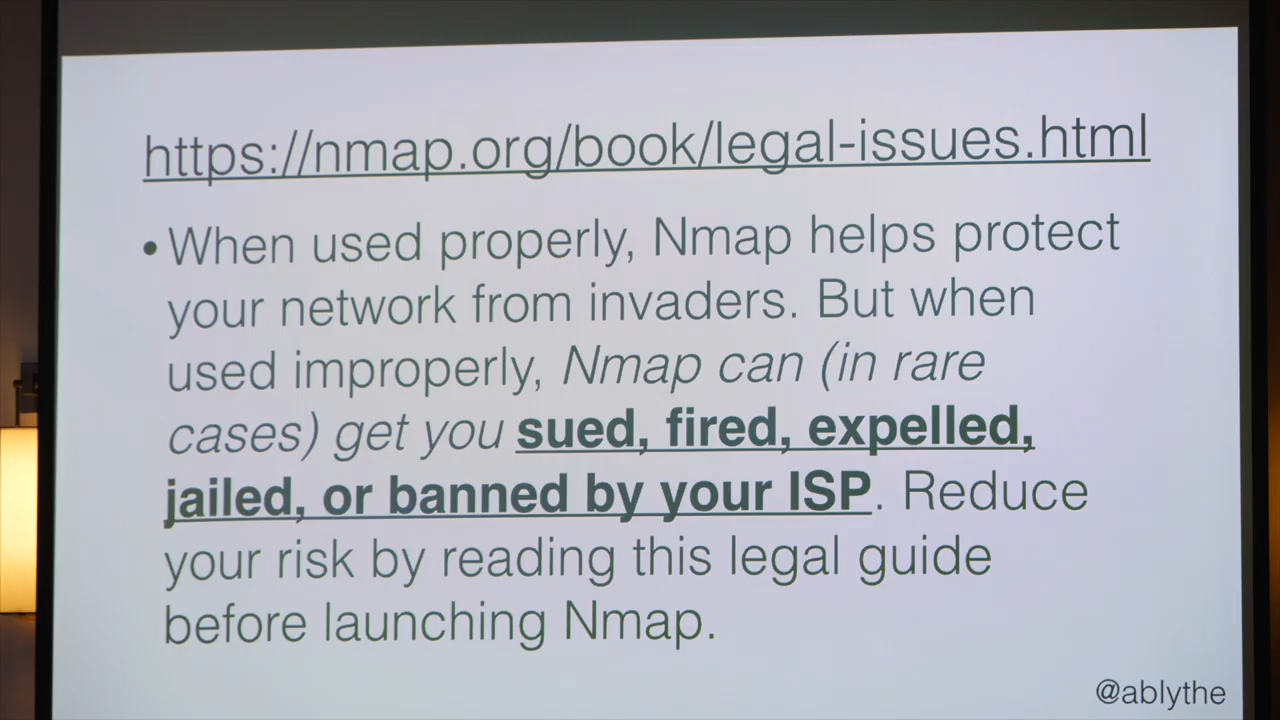 https://nmap.org/book/legal-issues.html
• When used properly, Nmap helps protect
your network from invaders. But when
used improperly, Nmap can (in rare
cases) get you sued, fired, expelled,
jailed, or banned by your ISP. Reduce
your risk by reading this legal guide
before launching Nmap.
@ablythe